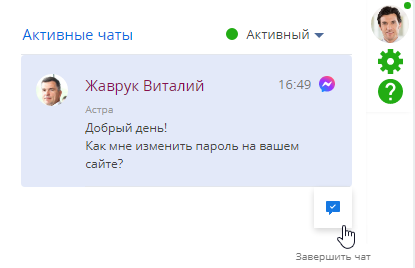 Активные чаты
Активный
Жаврук Виталий
16:49
Астра
Добрый день!
Как мне изменить пароль на вашем
сайте?
Завершить чат